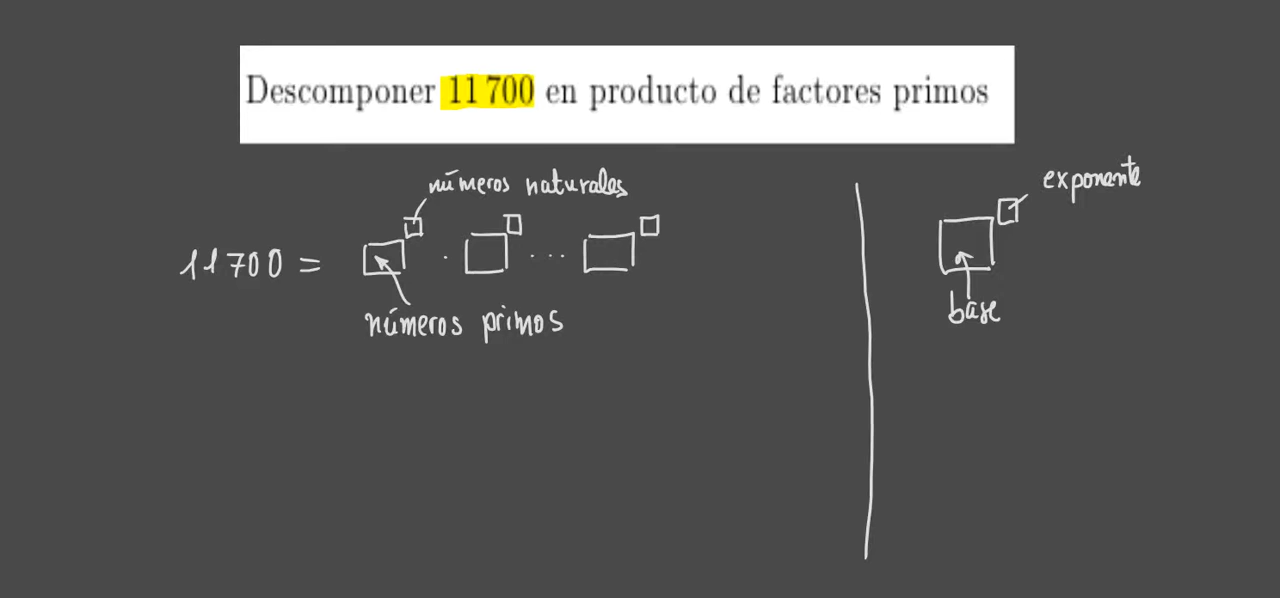 Descomponer 11 700 en producto de factores primos
números naturales
exponente
11700 = □^□ · □^□ ... □^□
números primos
base